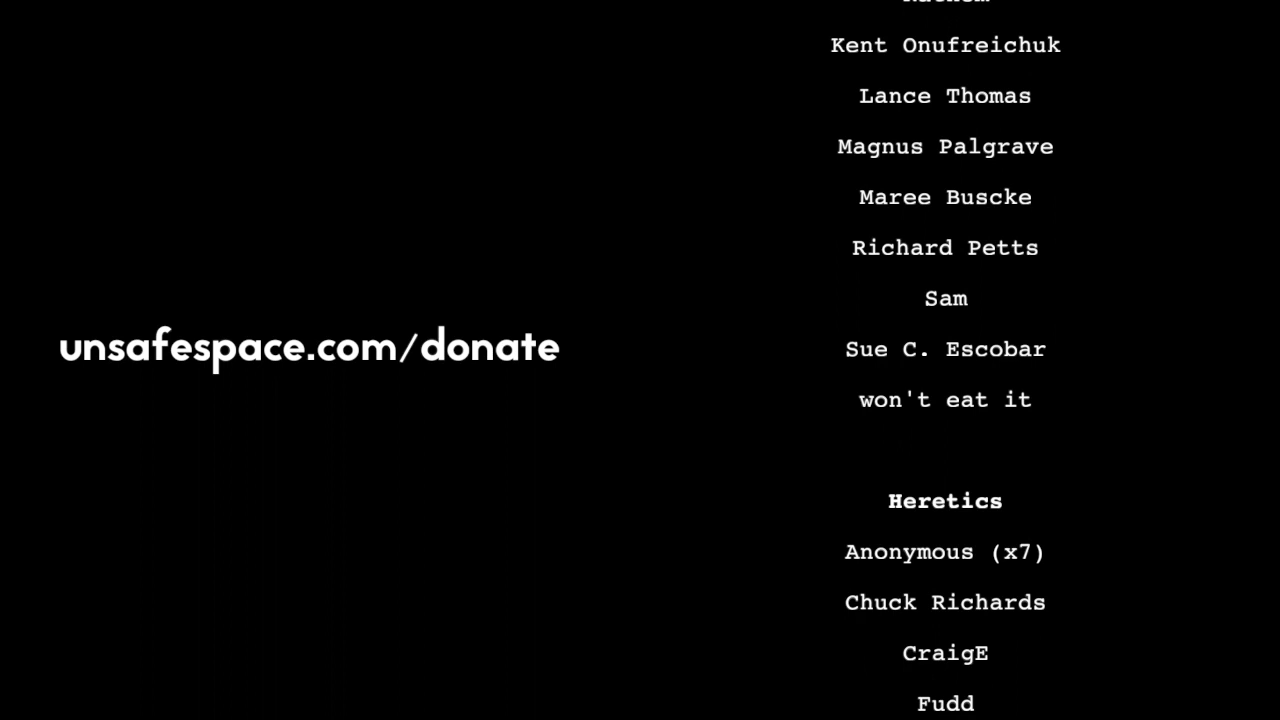 Kent Onufreichuk
Lance Thomas
Magnus Palgrave
Maree Buscke
Richard Petts
Sam
unsafespace.com/donate
Sue C. Escobar
won't eat it
Heretics
Anonymous (x7)
Chuck Richards
CraigE
Fudd